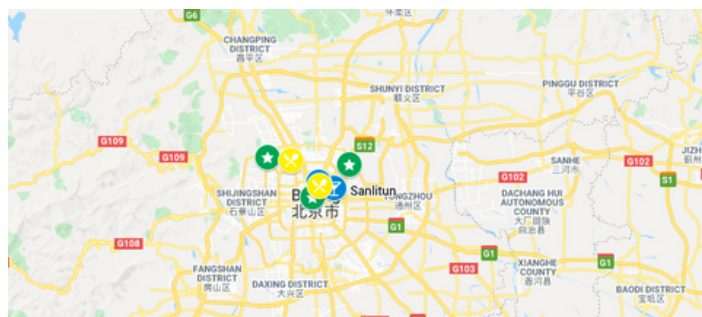 G6
怀柔区
CHANGPING
DISTRICT
昌平区
SHUNYI DISTRICT
顺义区
PINGGU DISTRICT
平谷区
G109
G109
S12
G102
SANHE
三河市
G102
S1
Sanlitun
SHIJINGSHAN
DISTRICT
石景山区
北京市
TONGZHOU
G102
DACHANG HUI
AUTONOMOUS
COUNTY
大厂回族
自治县
G1
G108
G1
G1
G103
XIANGHE
COUNTY
香河县
FANGSHAN
DISTRICT
房山区
DAXING DISTRICT
大兴区
BAODI DISTRICT
宝坻区